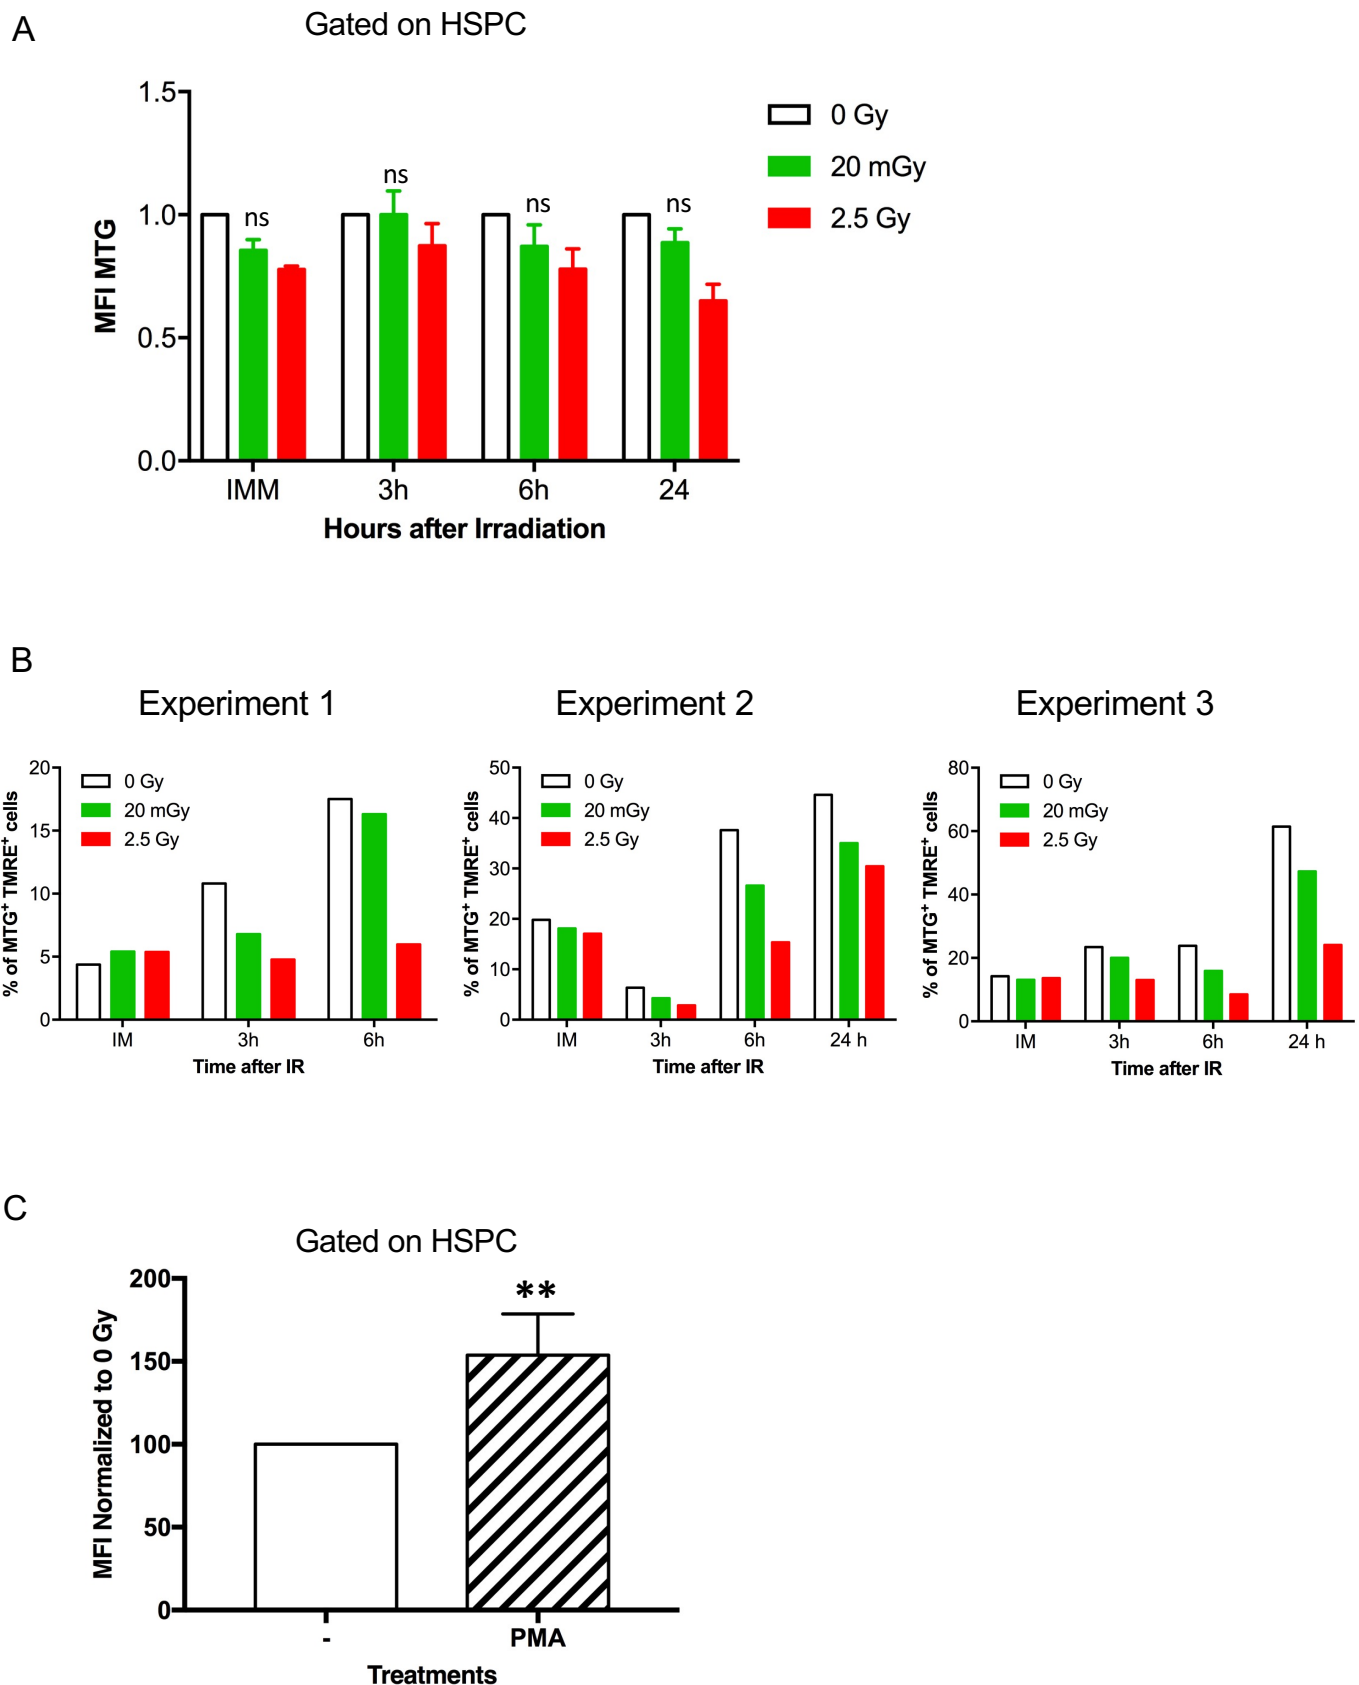 A
Gated on HSPC
1.5
1.0
0.5
0.0
MFI MTG
ns
ns
ns
ns
0 Gy
20 mGy
2.5 Gy
IMM
3h
6h
24
Hours after Irradiation
B
Experiment 1
20
15
10
5
0
% of MTG+ TMRE+ cells
0 Gy
20 mGy
2.5 Gy
IM
3h
6h
Time after IR
Experiment 2
50
40
30
20
10
0
% of MTG+ TMRE+ cells
0 Gy
20 mGy
2.5 Gy
IM
3h
6h
24 h
Time after IR
Experiment 3
80
60
40
20
0
% of MTG+ TMRE+ cells
0 Gy
20 mGy
2.5 Gy
IM
3h
6h
24 h
Time after IR
C
Gated on HSPC
200
150
100
50
0
MFI Normalized to 0 Gy
**
-
PMA
Treatments